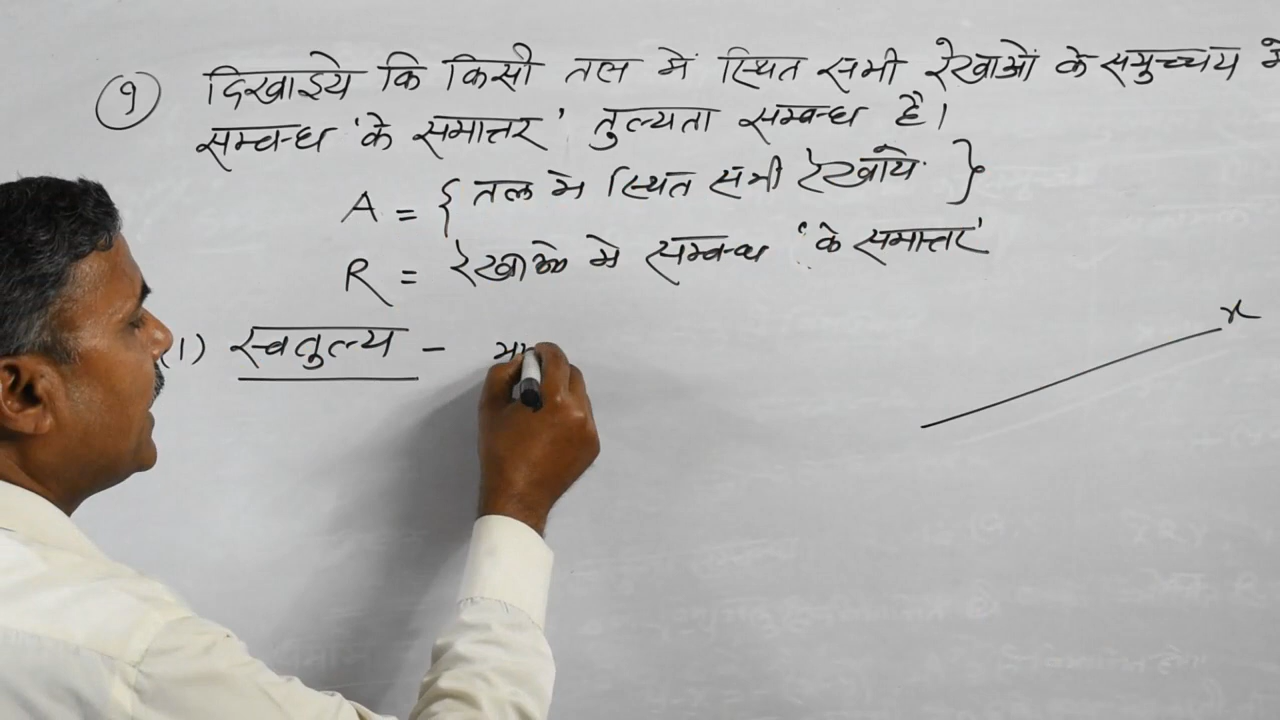 (१) दिखाइये कि किसी तल में स्थित सभी रेखाओं के समुच्चय में
सम्बन्ध 'के समान्तर' तुल्यता सम्बन्ध है।
A = { तल मे स्थित सभी रेखाये }
R = रेखाओ मे सम्बन्ध 'के समान्तर'
(1) स्वतुल्य –
x